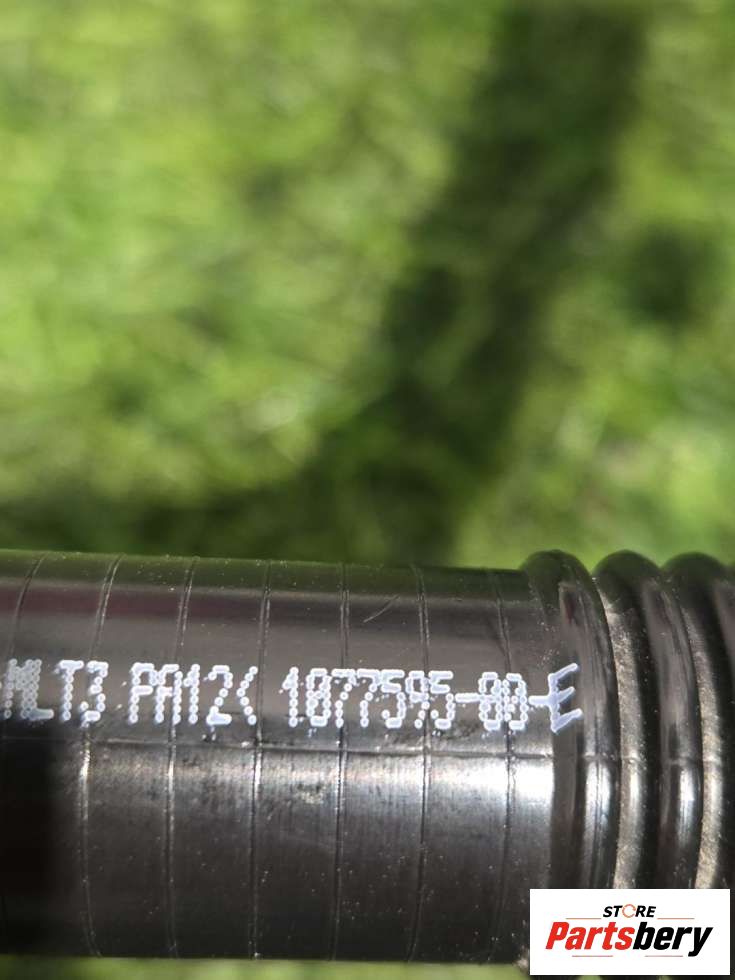 MLT3 PA12< 1077595-00-E
STORE
Partsbery